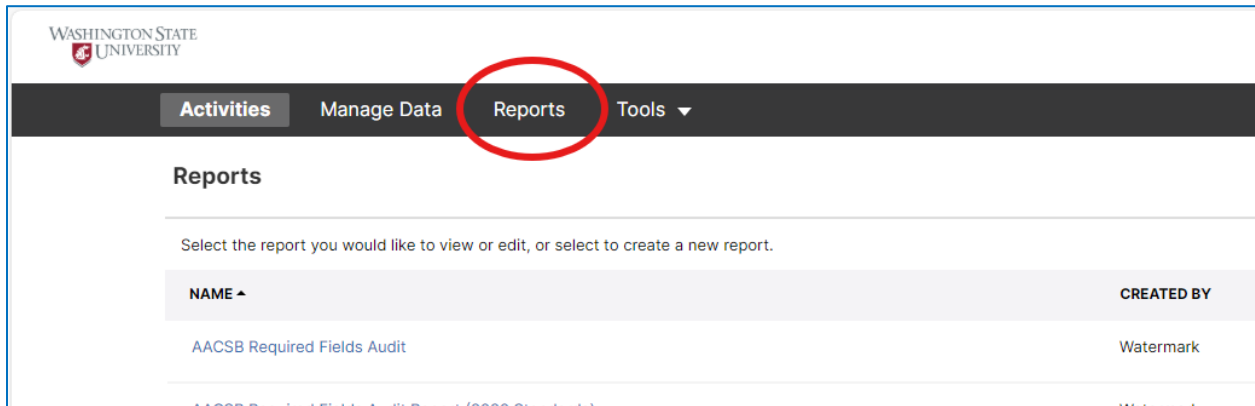 WASHINGTON STATE
UNIVERSITY
Activities Manage Data Reports Tools
Reports
Select the report you would like to view or edit, or select to create a new report.
NAME CREATED BY
AACSB Required Fields Audit Watermark